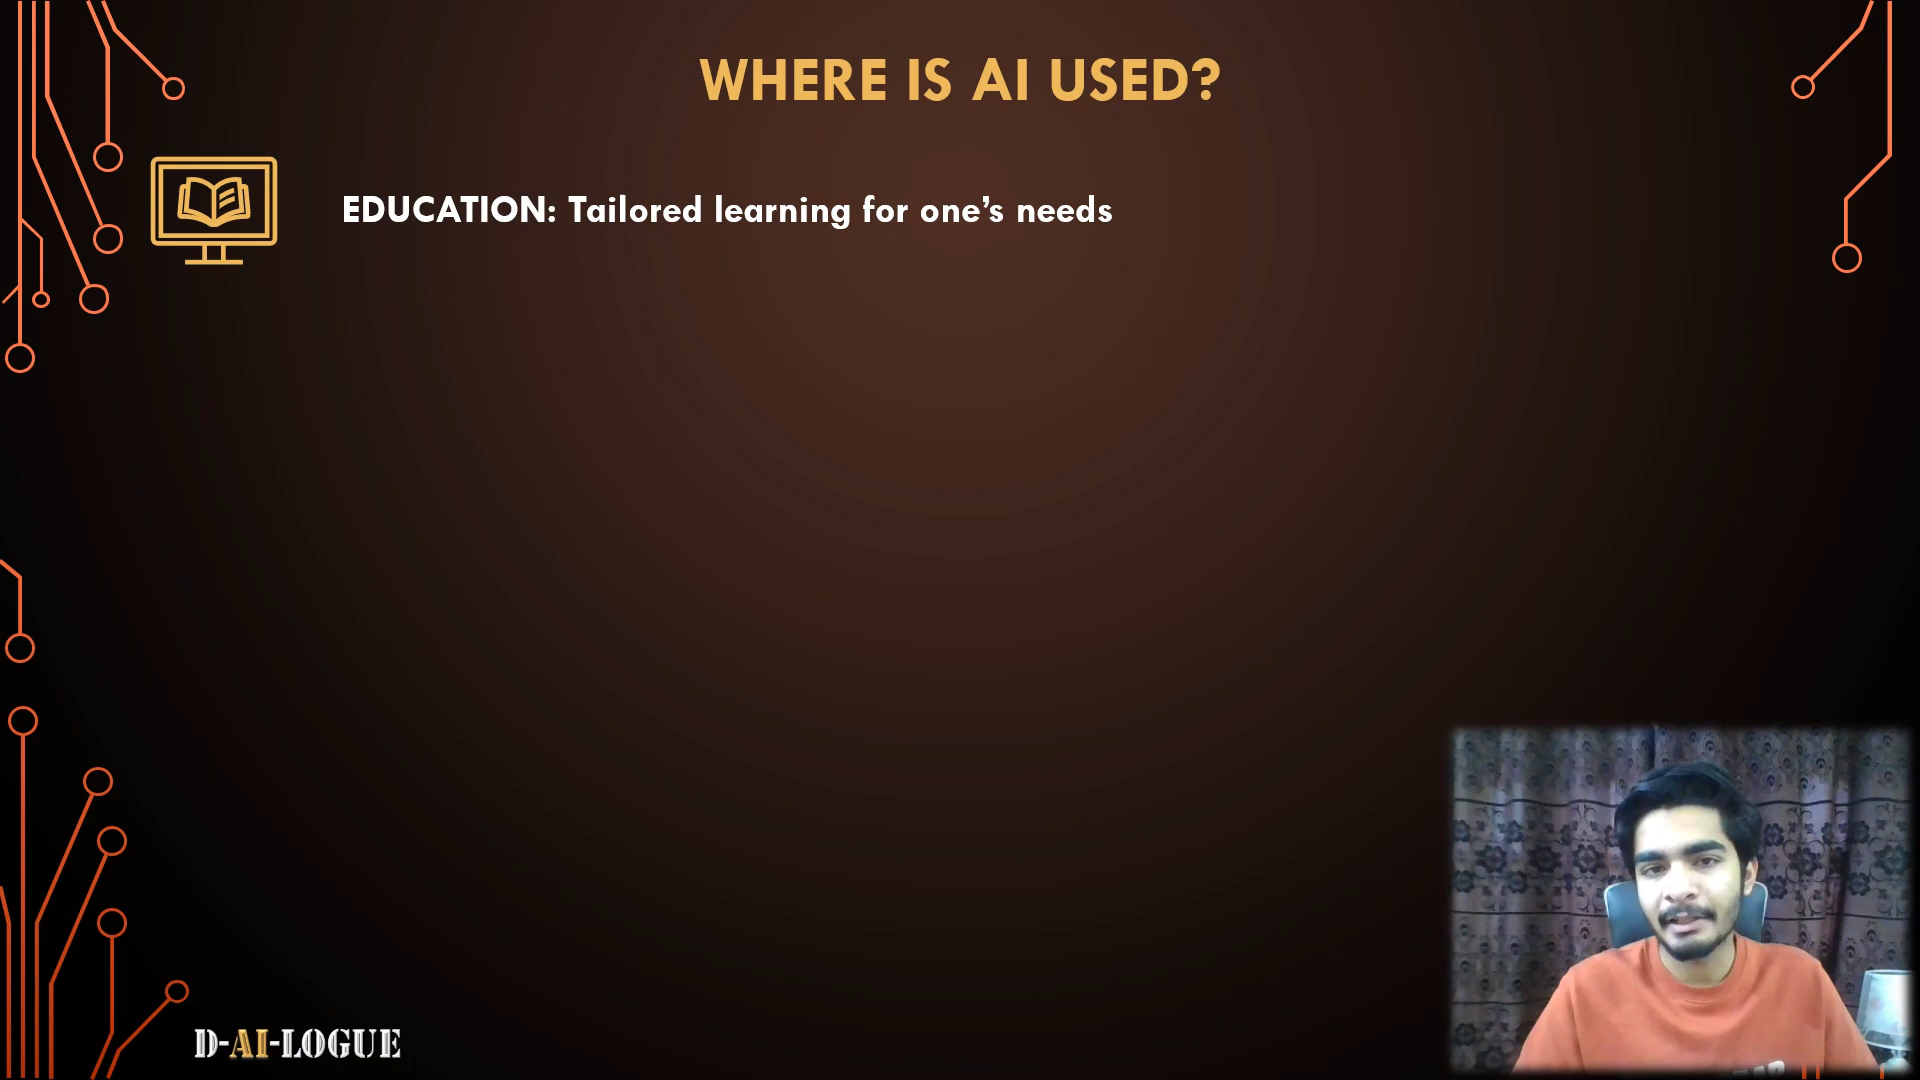 WHERE IS AI USED?
EDUCATION: Tailored learning for one’s needs
D-AI-LOGUE